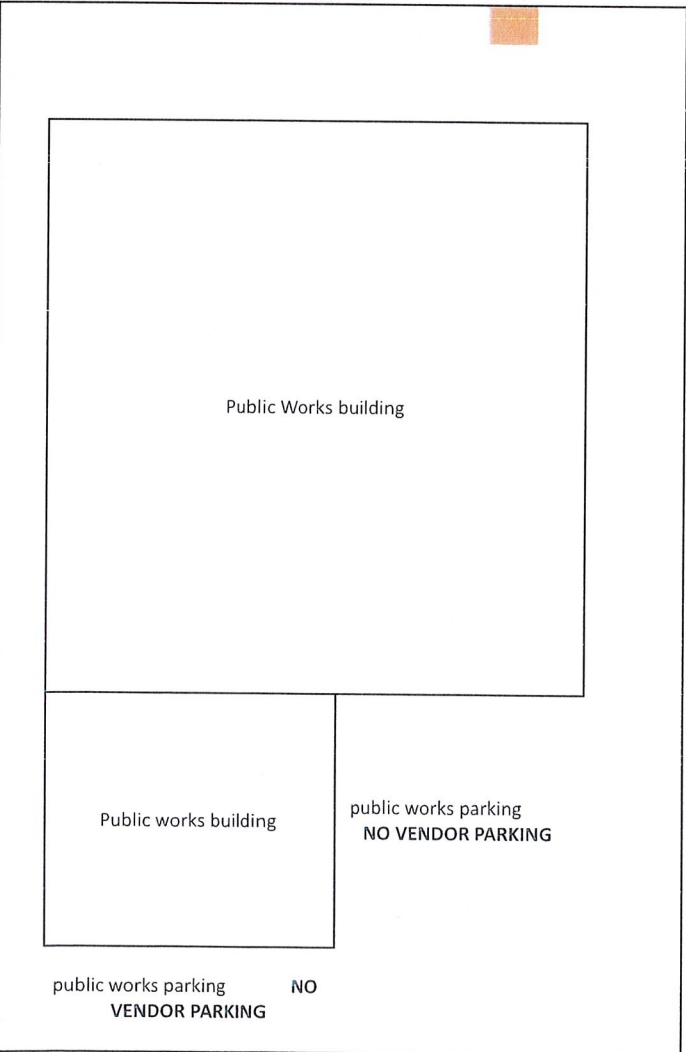 Public Works building
Public works building
public works parking
NO VENDOR PARKING
public works parking NO
VENDOR PARKING